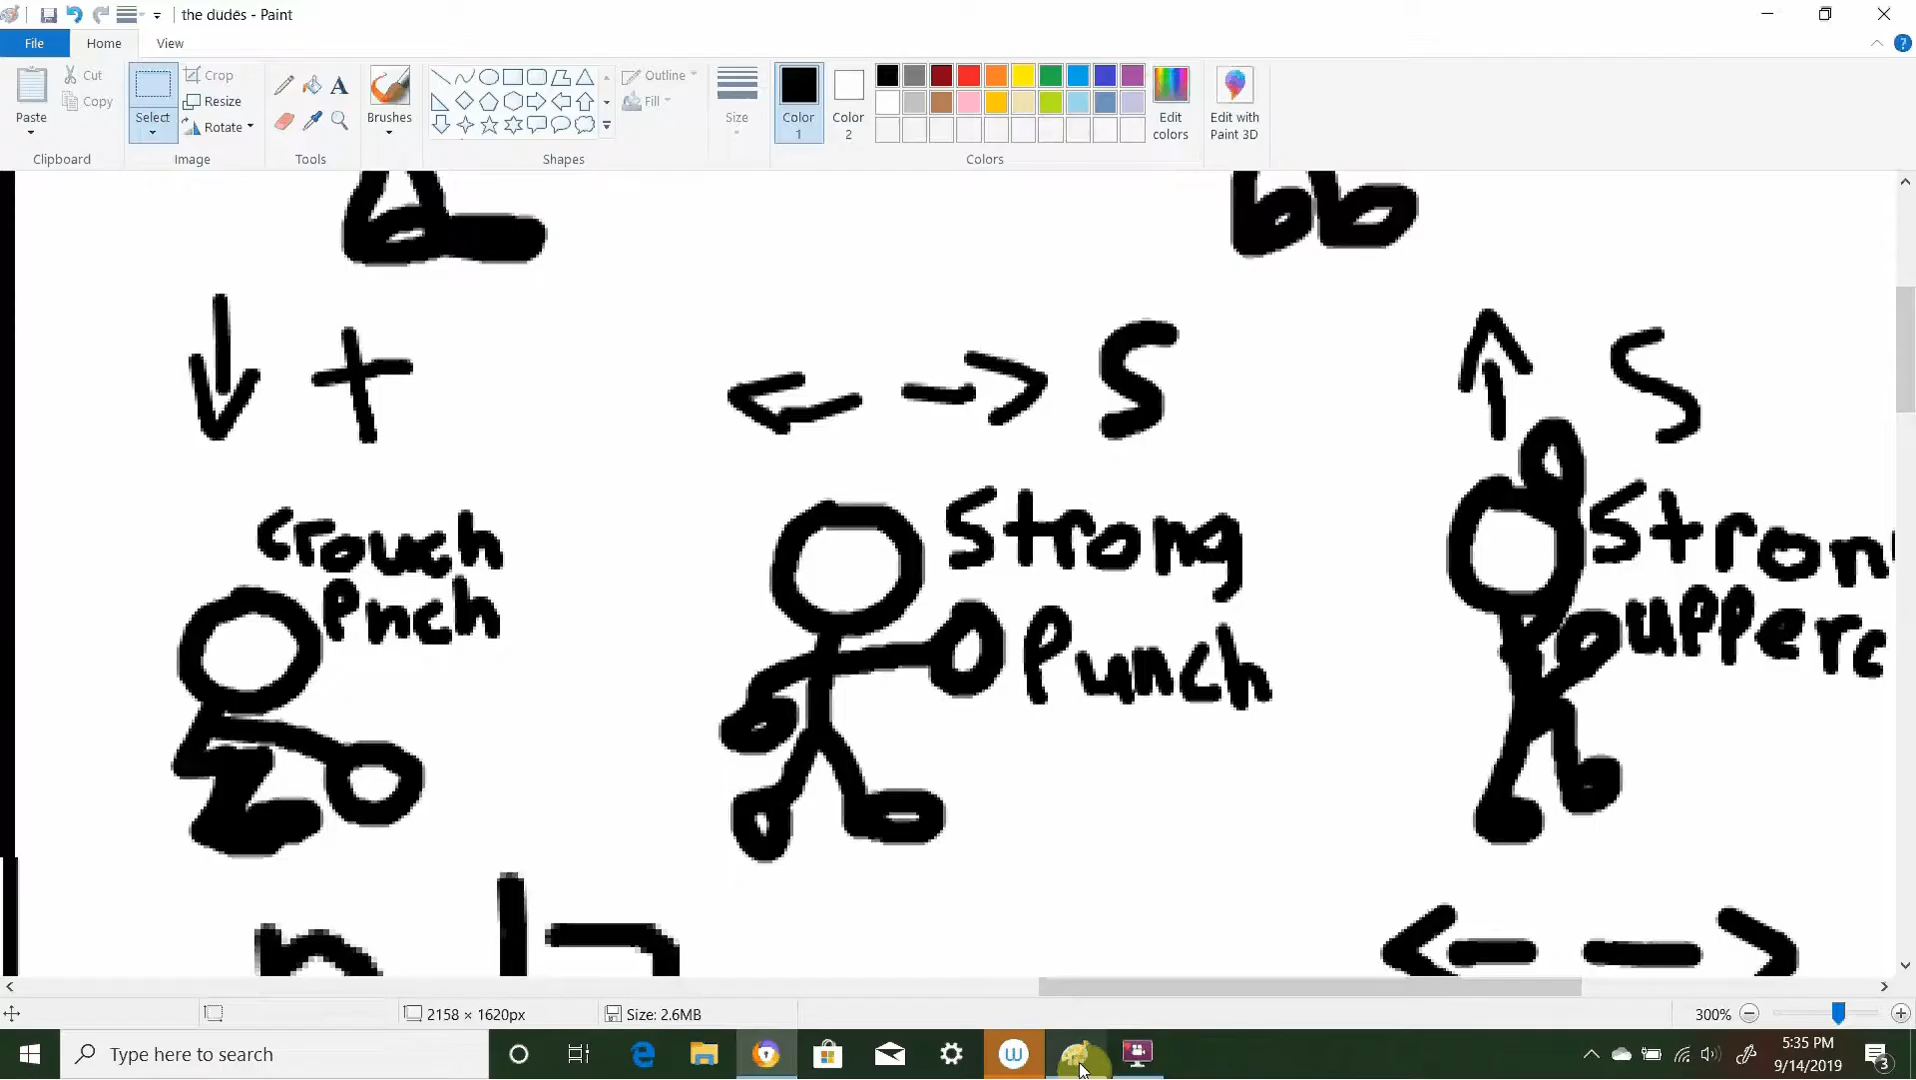 the dudes - Paint
File Home View
Paste
Cut
Copy
Clipboard
Select
Crop
Resize
Rotate
Image
Tools
Brushes
Shapes
Outline
Fill
Size
Color 1
Color 2
Edit colors
Edit with Paint 3D
Colors
↓ +
← → S
↑ S
Crouch
Pnch
Strong
Punch
Stron
upperc
← →
2158 × 1620px
Size: 2.6MB
300%
Type here to search
5:35 PM
9/14/2019
3